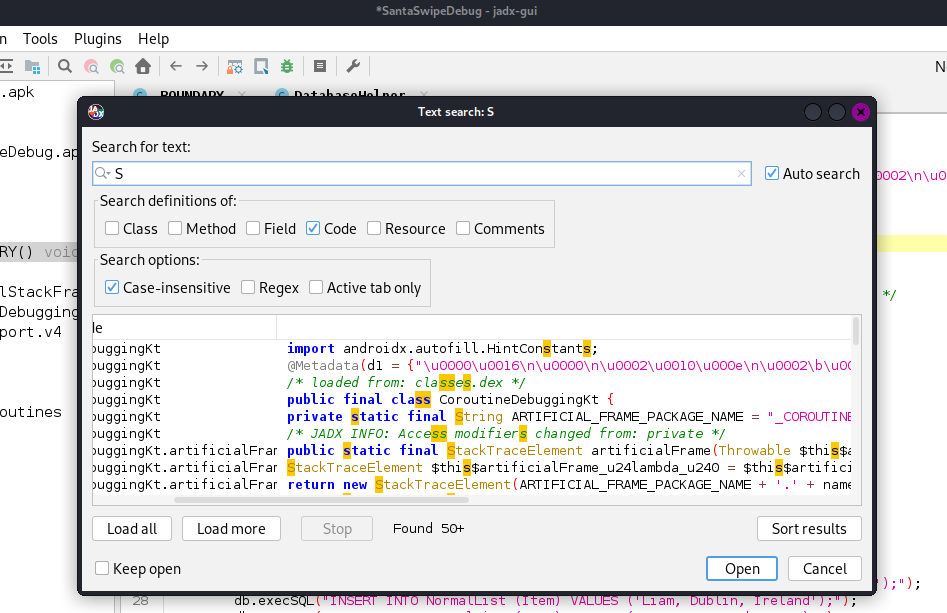 *SantaSwipeDebug - jadx-gui
n Tools Plugins Help
.apk
BOUNDARY
DatabaseHelper
eDebug.ap
RY() void
lStackFra
Debugging
port.v4
outines
Text search: S
Search for text:
S
Auto search
Search definitions of:
Class Method Field Code Resource Comments
Search options:
Case-insensitive Regex Active tab only
de
buggingKt import androidx.autofill.HintConstants;
buggingKt @Metadata(d1 = {"\u0000\u0016\n\u0000\n\u0002\u0010\u000e\n\u0002\b\u00
buggingKt /* loaded from: classes.dex */
buggingKt public final class CoroutineDebuggingKt {
buggingKt private static final String ARTIFICIAL_FRAME_PACKAGE_NAME = "_COROUTINE
buggingKt /* JADX INFO: Access modifiers changed from: private */
buggingKt.artificialFran public static final StackTraceElement artificialFrame(Throwable $this$a
buggingKt.artificialFran StackTraceElement $this$artificialFrame_u24lambda_u240 = $this$artifici
buggingKt.artificialFran return new StackTraceElement(ARTIFICIAL_FRAME_PACKAGE_NAME + '.' + name
Load all Load more Stop Found 50+ Sort results
Keep open Open Cancel
0002\n\u0
*/
");");
28 db.execSQL("INSERT INTO NormalList (Item) VALUES ('Liam, Dublin, Ireland');");